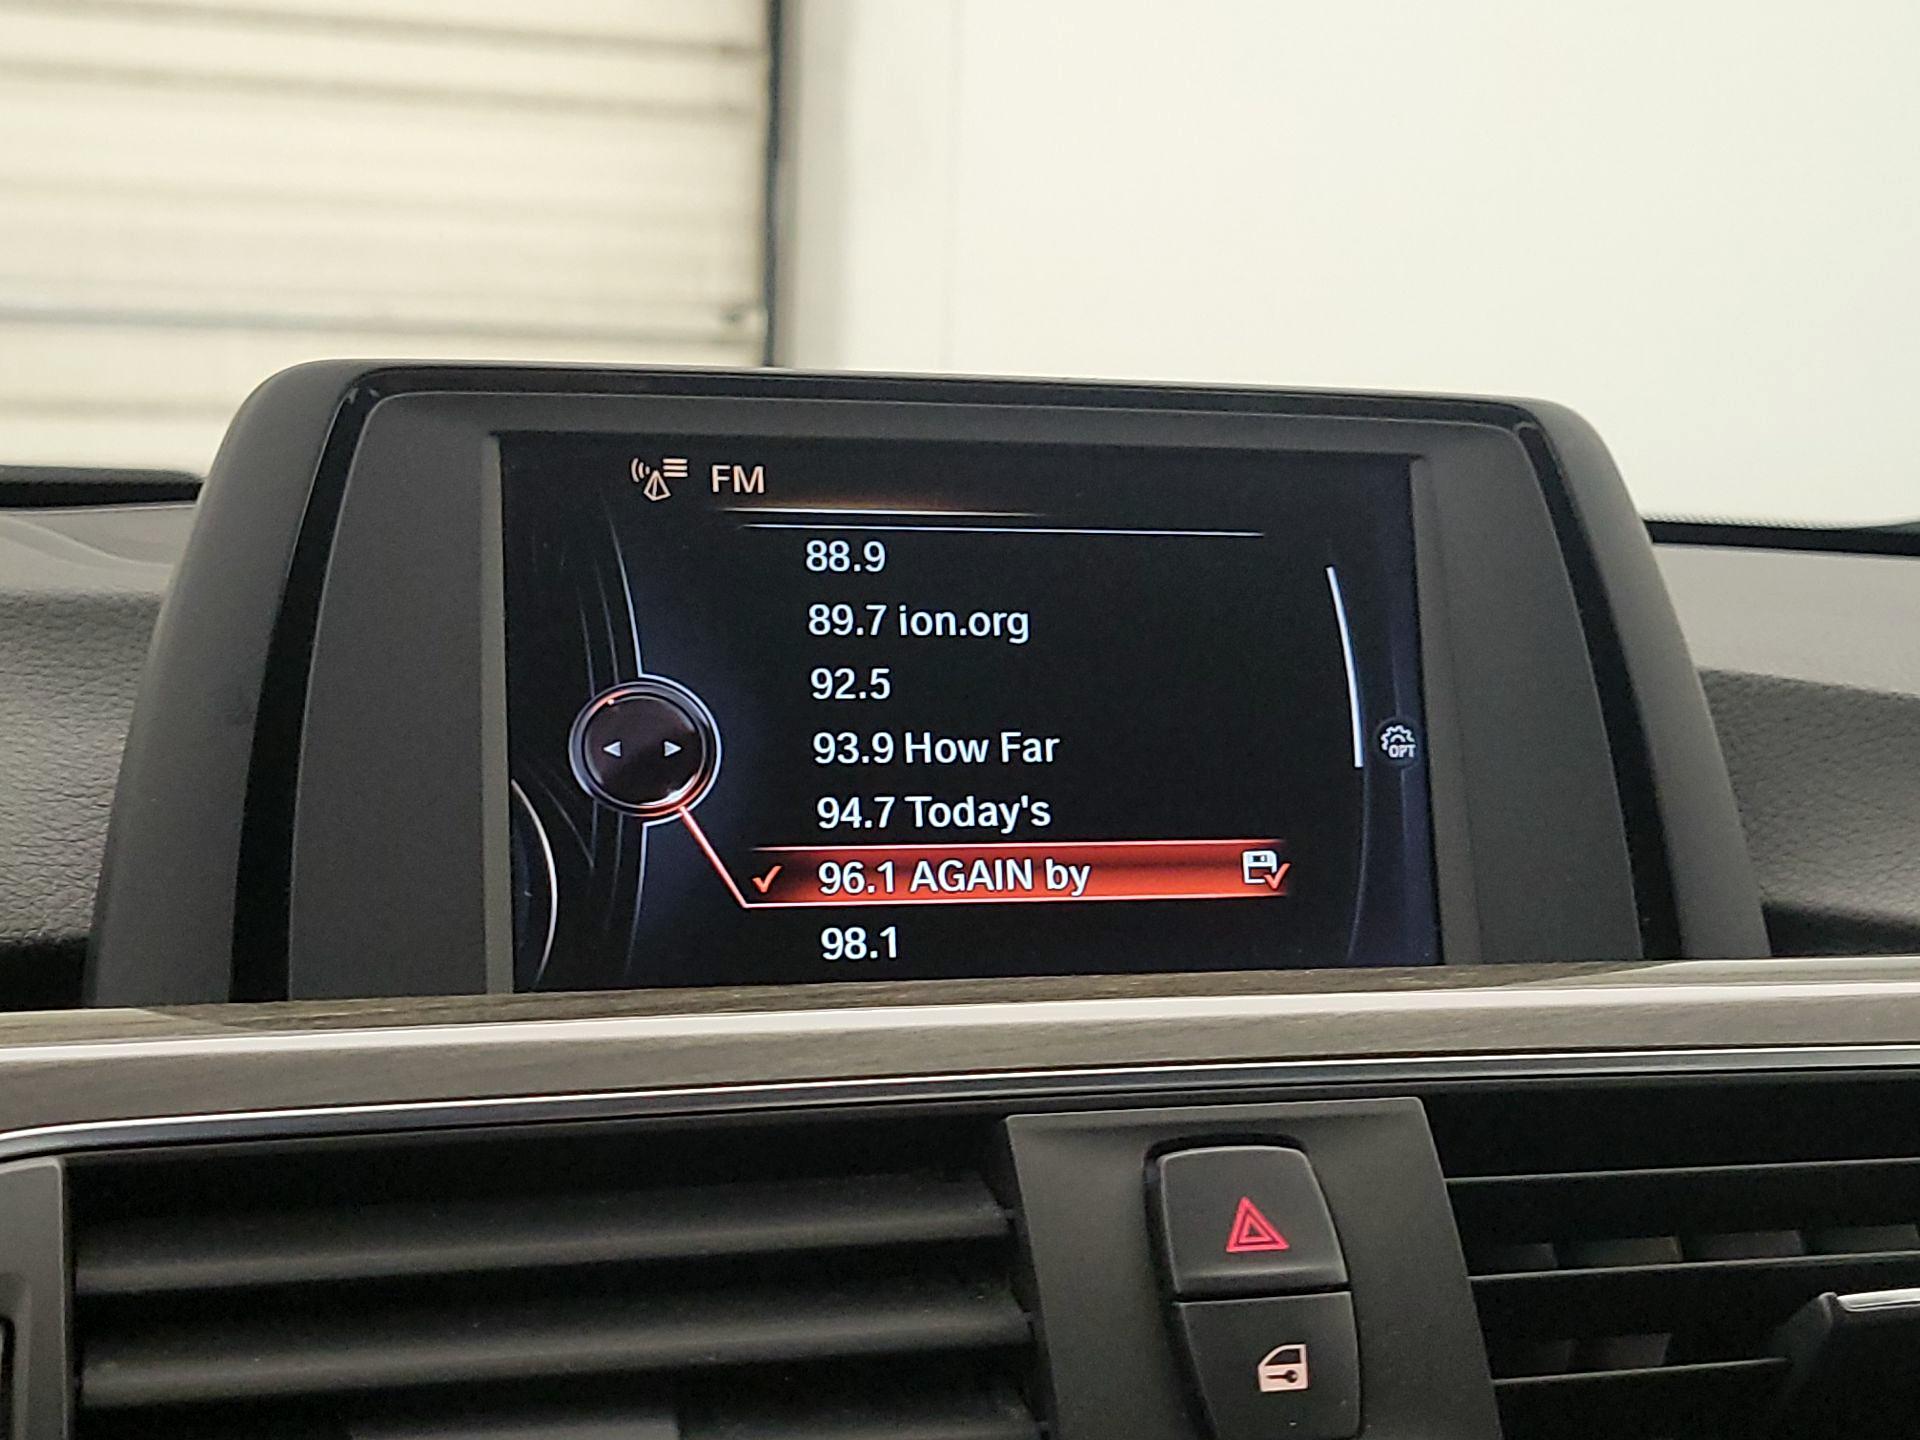 FM
88.9
89.7 ion.org
92.5
93.9 How Far
94.7 Today's
96.1 AGAIN by
98.1
OPT